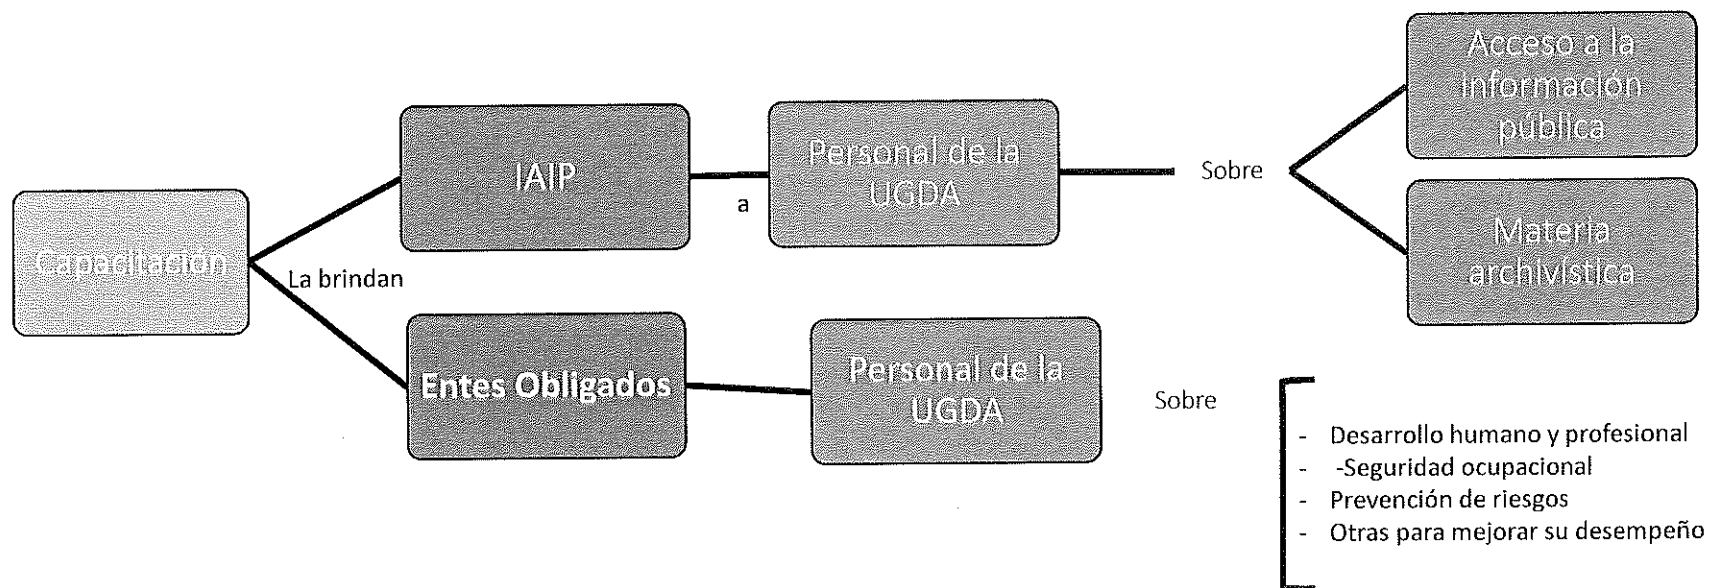 Capacitación
La brindan
IAIP
a
Personal de la
UGDA
Sobre
Acceso a la
información
pública
Materia
archivística
Entes Obligados
Personal de la
UGDA
Sobre
- Desarrollo humano y profesional
- -Seguridad ocupacional
- Prevención de riesgos
- Otras para mejorar su desempeño